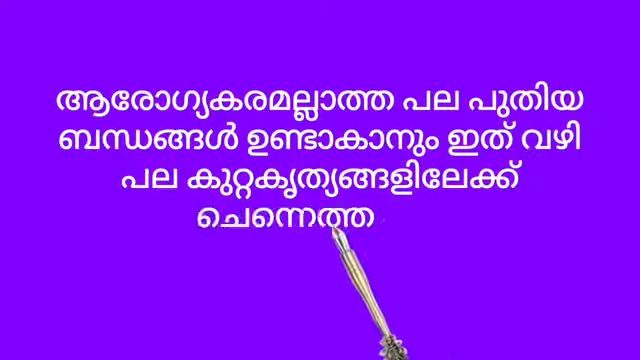 ആരോഗ്യകരമല്ലാത്ത പല പുതിയ
ബന്ധങ്ങൾ ഉണ്ടാകാനും ഇത് വഴി
പല കുറ്റകൃത്യങ്ങളിലേക്ക്
ചെന്നെത്ത